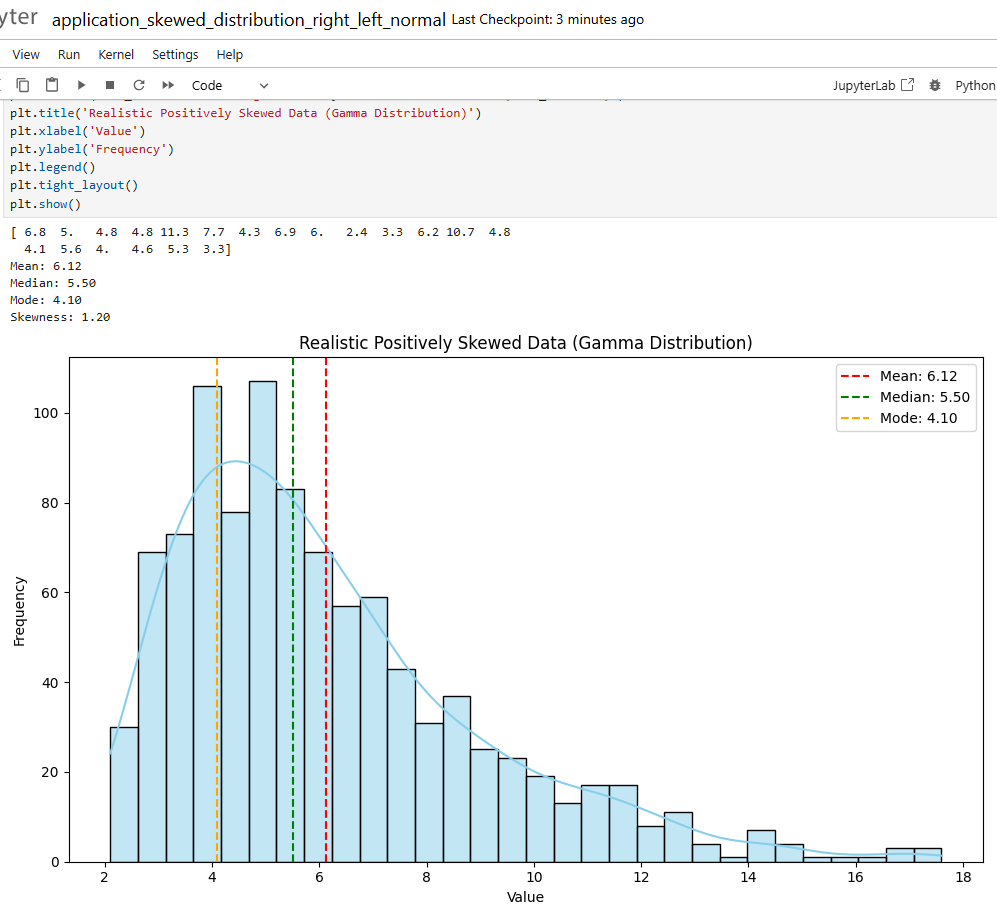 yter application_skewed_distribution_right_left_normal Last Checkpoint: 3 minutes ago
View Run Kernel Settings Help
Code JupyterLab Python
plt.title('Realistic Positively Skewed Data (Gamma Distribution)')
plt.xlabel('Value')
plt.ylabel('Frequency')
plt.legend()
plt.tight_layout()
plt.show()
[ 6.8 5. 4.8 4.8 11.3 7.7 4.3 6.9 6. 2.4 3.3 6.2 10.7 4.8
4.1 5.6 4. 4.6 5.3 3.3]
Mean: 6.12
Median: 5.50
Mode: 4.10
Skewness: 1.20
Realistic Positively Skewed Data (Gamma Distribution)
Mean: 6.12
Median: 5.50
Mode: 4.10
100
80
60
40
20
0
Frequency
2 4 6 8 10 12 14 16 18
Value